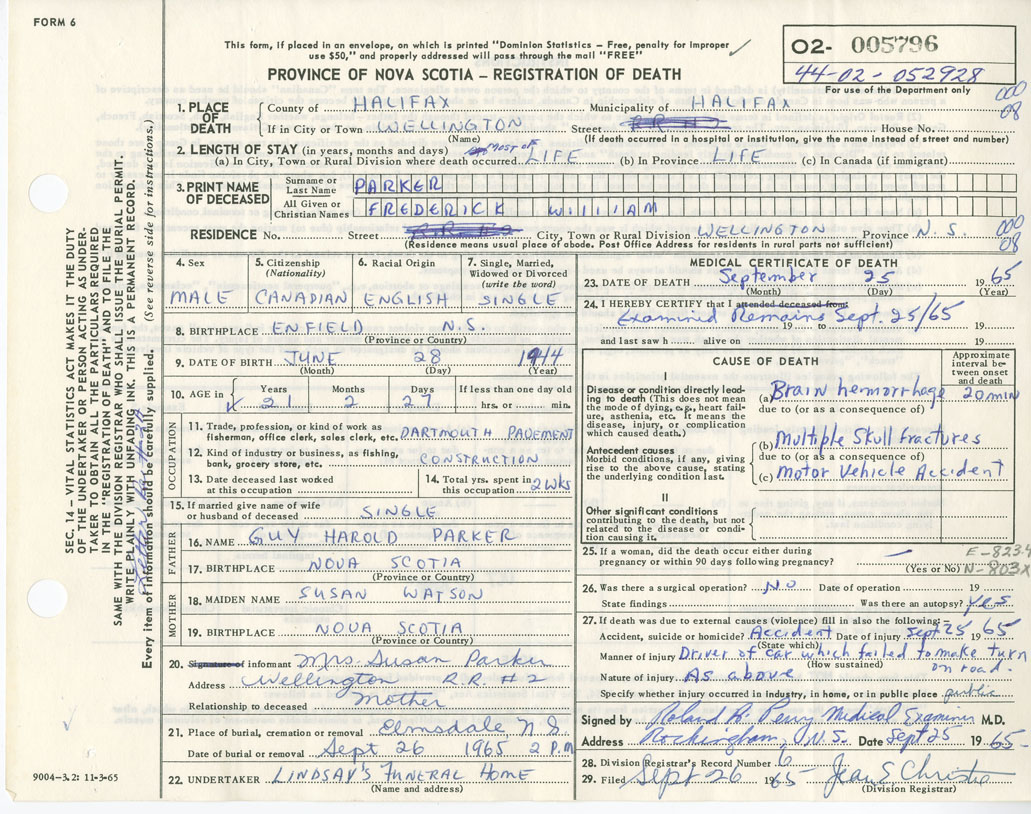 FORM 6
This form, if placed in an envelope, on which is printed "Dominion Statistics – Free, penalty for improper
use $50," and properly addressed will pass through the mail "FREE"
PROVINCE OF NOVA SCOTIA – REGISTRATION OF DEATH
02- 005796
44-02-052928
For use of the Department only
000
08
SEC. 14.–VITAL STATISTICS ACT MAKES IT THE DUTY
OF THE UNDERTAKER OR PERSON ACTING AS UNDER-
TAKER TO OBTAIN ALL THE PARTICULARS REQUIRED
IN THE "REGISTRATION OF DEATH" AND TO FILE THE
SAME WITH THE DIVISION REGISTRAR WHO SHALL ISSUE THE BURIAL PERMIT.
WRITE PLAINLY WITH UNFADING INK. THIS IS A PERMANENT RECORD.
Every item of information should be carefully supplied. (See reverse side for instructions.)
1. PLACE OF DEATH
County of HALIFAX Municipality of HALIFAX
If in City or Town WELLINGTON Street House No.
(Name) (If death occurred in a hospital or institution, give the name instead of street and number)
2. LENGTH OF STAY (in years, months and days) MOST OF
(a) In City, Town or Rural Division where death occurred LIFE (b) In Province LIFE (c) In Canada (if immigrant)
3. PRINT NAME OF DECEASED
Surname or Last Name PARKER
All Given or Christian Names FREDERICK WILLIAM
RESIDENCE No. Street City, Town or Rural Division WELLINGTON Province N.S.
(Residence means usual place of abode. Post Office Address for residents in rural parts not sufficient)
000
08
4. Sex MALE
5. Citizenship (Nationality) CANADIAN
6. Racial Origin ENGLISH
7. Single, Married, Widowed or Divorced (write the word) SINGLE
8. BIRTHPLACE ENFIELD N.S.
(Province or Country)
9. DATE OF BIRTH JUNE 28 1944
(Month) (Day) (Year)
10. AGE in Years Months Days If less than one day old
21 2 27 hrs. or min.
OCCUPATION
11. Trade, profession, or kind of work as
fisherman, office clerk, sales clerk, etc. DARTMOUTH PAVEMENT
12. Kind of industry or business, as fishing,
bank, grocery store, etc. CONSTRUCTION
13. Date deceased last worked at this occupation
14. Total yrs. spent in this occupation 2 WKs
15. If married give name of wife
or husband of deceased SINGLE
FATHER
16. NAME GUY HAROLD PARKER
17. BIRTHPLACE NOVA SCOTIA
(Province or Country)
MOTHER
18. MAIDEN NAME SUSAN WATSON
19. BIRTHPLACE NOVA SCOTIA
(Province or Country)
20. Signature of informant Mrs Susan Parker
Address Wellington R.R #2
Relationship to deceased Mother
21. Place of burial, cremation or removal Elmsdale, N.S.
Date of burial or removal Sept 26 1965 2 P.M
22. UNDERTAKER LINDSAY'S FUNERAL HOME
(Name and address)
9004–3.2: 11-3-65
MEDICAL CERTIFICATE OF DEATH
23. DATE OF DEATH September 25 1965
(Month) (Day) (Year)
24. I HEREBY CERTIFY that I attended deceased from:
Examined Remains Sept. 25/65
19 to 19
and last saw h alive on 19
CAUSE OF DEATH
Approximate interval between onset and death
I
Disease or condition directly leading to death (This does not mean the mode of dying, e.g., heart failure, asthenia, etc. It means the disease, injury, or complication which caused death.)
(a) Brain hemorrhage 20 min
due to (or as a consequence of)
Antecedent causes
Morbid conditions, if any, giving rise to the above cause, stating the underlying condition last.
(b) Multiple Skull fractures
due to (or as a consequence of)
(c) Motor Vehicle Accident
II
Other significant conditions
contributing to the death, but not related to the disease or condition causing it.
25. If a woman, did the death occur either during
pregnancy or within 90 days following pregnancy? —
(Yes or No)
E-823.4
N-803X
26. Was there a surgical operation? NO Date of operation 19
State findings Was there an autopsy? yes
27. If death was due to external causes (violence) fill in also the following:–
Accident, suicide or homicide? Accident Date of injury Sept 25 1965
(State which)
Manner of injury Driver of car which failed to make turn
(How sustained) on road.
Nature of injury As above
Specify whether injury occurred in industry, in home, or in public place public
Signed by Roland R. Perry Medical Examiner M.D.
Address Rockingham, N.S. Date Sept 25 1965
28. Division Registrar's Record Number 6
29. Filed Sept 26 1965 Jean S Christie
(Division Registrar)